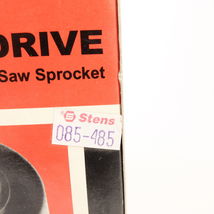 DRIVE
Saw Sprocket
Stens
085-485